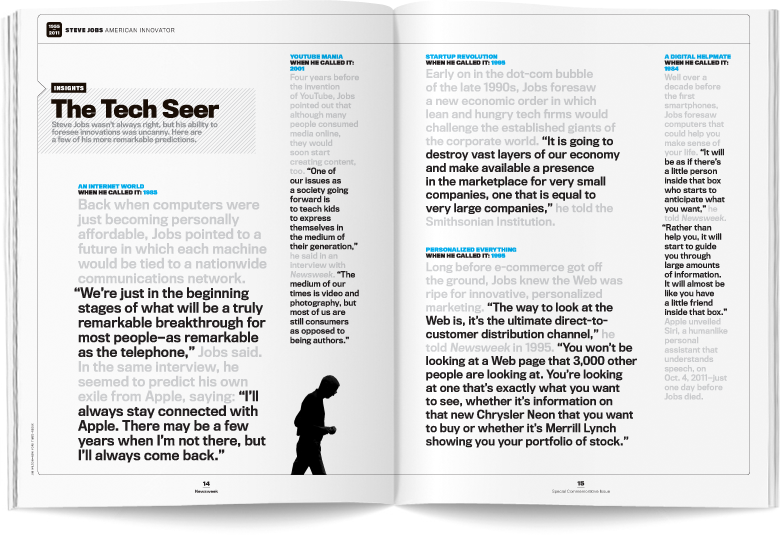 1955
2011
STEVE JOBS AMERICAN INNOVATOR
INSIGHTS
The Tech Seer
Steve Jobs wasn't always right, but his ability to
foresee innovations was uncanny. Here are
a few of his more remarkable predictions.
AN INTERNET WORLD
WHEN HE CALLED IT: 1985
Back when computers were
just becoming personally
affordable, Jobs pointed to a
future in which each machine
would be tied to a nationwide
communications network.
“We’re just in the beginning
stages of what will be a truly
remarkable breakthrough for
most people—as remarkable
as the telephone,” Jobs said.
In the same interview, he
seemed to predict his own
exile from Apple, saying: “I’ll
always stay connected with
Apple. There may be a few
years when I’m not there, but
I’ll always come back.”
YOUTUBE MANIA
WHEN HE CALLED IT:
2001
Four years before
the invention
of YouTube, Jobs
pointed out that
although many
people consumed
media online,
they would
soon start
creating content,
too. “One of
our issues as
a society going
forward is
to teach kids
to express
themselves in
the medium of
their generation,”
he said in an
interview with
Newsweek. “The
medium of our
times is video and
photography, but
most of us are
still consumers
as opposed to
being authors.”
14
Newsweek
STARTUP REVOLUTION
WHEN HE CALLED IT: 1995
Early on in the dot-com bubble
of the late 1990s, Jobs foresaw
a new economic order in which
lean and hungry tech firms would
challenge the established giants of
the corporate world. “It is going to
destroy vast layers of our economy
and make available a presence
in the marketplace for very small
companies, one that is equal to
very large companies,” he told the
Smithsonian Institution.
PERSONALIZED EVERYTHING
WHEN HE CALLED IT: 1995
Long before e-commerce got off
the ground, Jobs knew the Web was
ripe for innovative, personalized
marketing. “The way to look at the
Web is, it’s the ultimate direct-to-
customer distribution channel,” he
told Newsweek in 1995. “You won’t be
looking at a Web page that 3,000 other
people are looking at. You’re looking
at one that’s exactly what you want
to see, whether it’s information on
that new Chrysler Neon that you want
to buy or whether it’s Merrill Lynch
showing you your portfolio of stock.”
A DIGITAL HELPMATE
WHEN HE CALLED IT:
1984
Well over a
decade before
the first
smartphones,
Jobs foresaw
computers that
could help you
make sense of
your life. “It will
be as if there’s
a little person
inside that box
who starts to
anticipate what
you want,” he
told Newsweek.
“Rather than
help you, it will
start to guide
you through
large amounts
of information.
It will almost be
like you have
a little friend
inside that box.”
Apple unveiled
Siri, a humanlike
personal
assistant that
understands
speech, on
Oct. 4, 2011—just
one day before
Jobs died.
15
Special Commemorative Issue